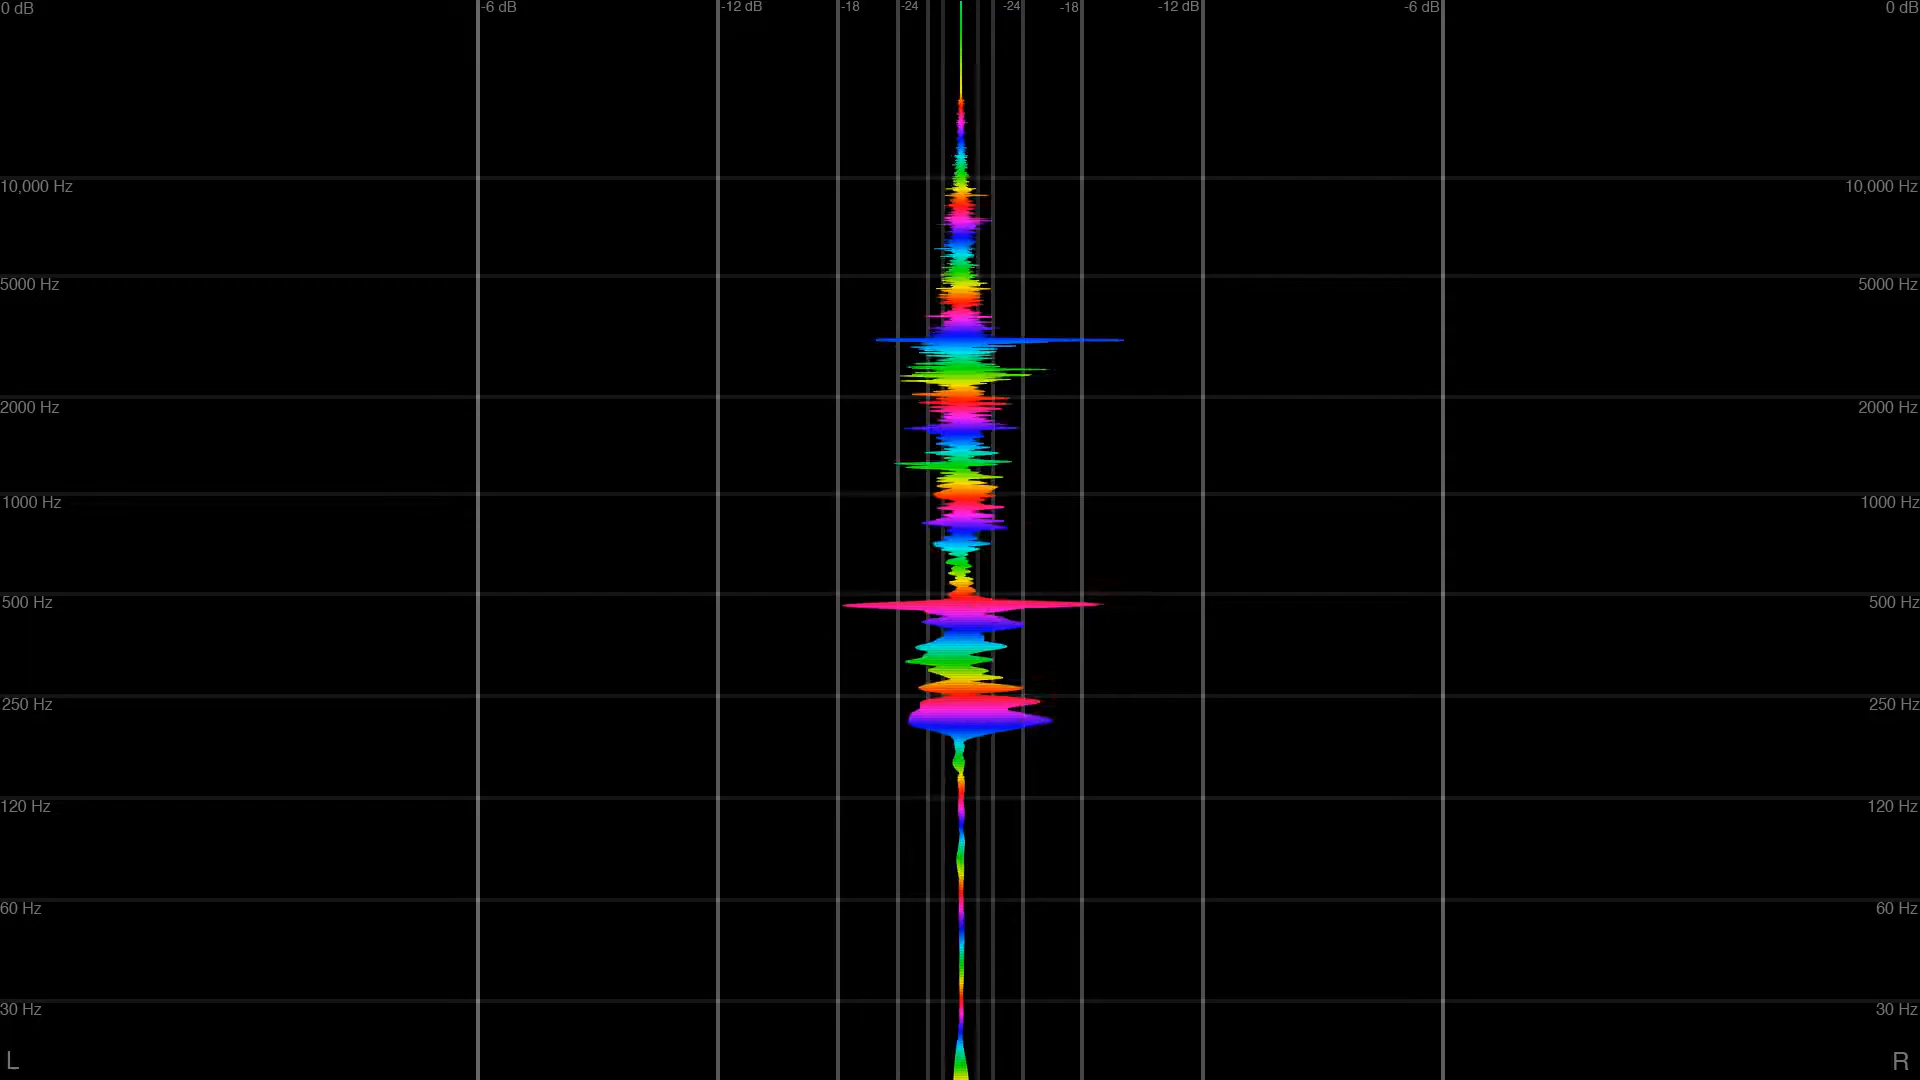 0 dB -6 dB -12 dB -18 -24 -24 -18 -12 dB -6 dB 0 dB
10,000 Hz 10,000 Hz
5000 Hz 5000 Hz
2000 Hz 2000 Hz
1000 Hz 1000 Hz
500 Hz 500 Hz
250 Hz 250 Hz
120 Hz 120 Hz
60 Hz 60 Hz
30 Hz 30 Hz
L R